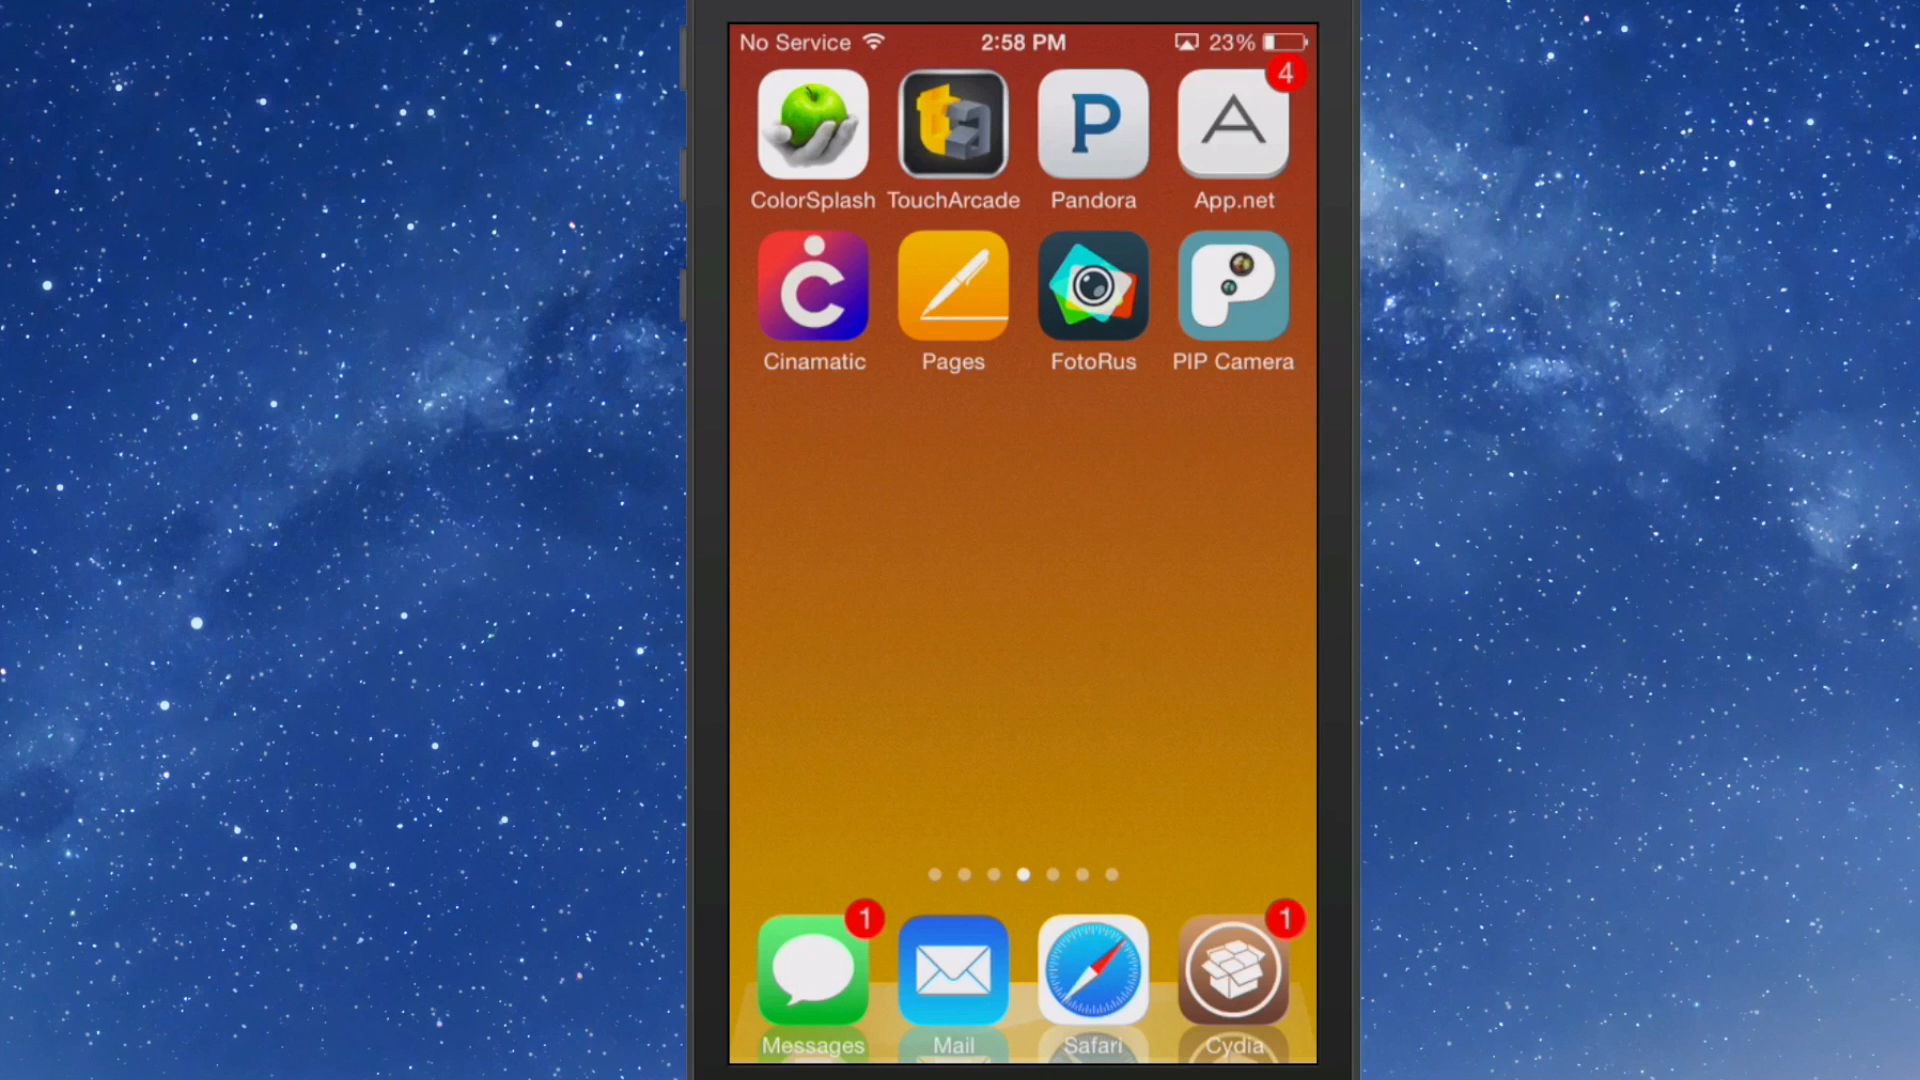 No Service 2:58 PM 23%
4
P A
ColorSplash TouchArcade Pandora App.net
Cinamatic Pages FotoRus PIP Camera
1 1
Messages Mail Safari Cydia